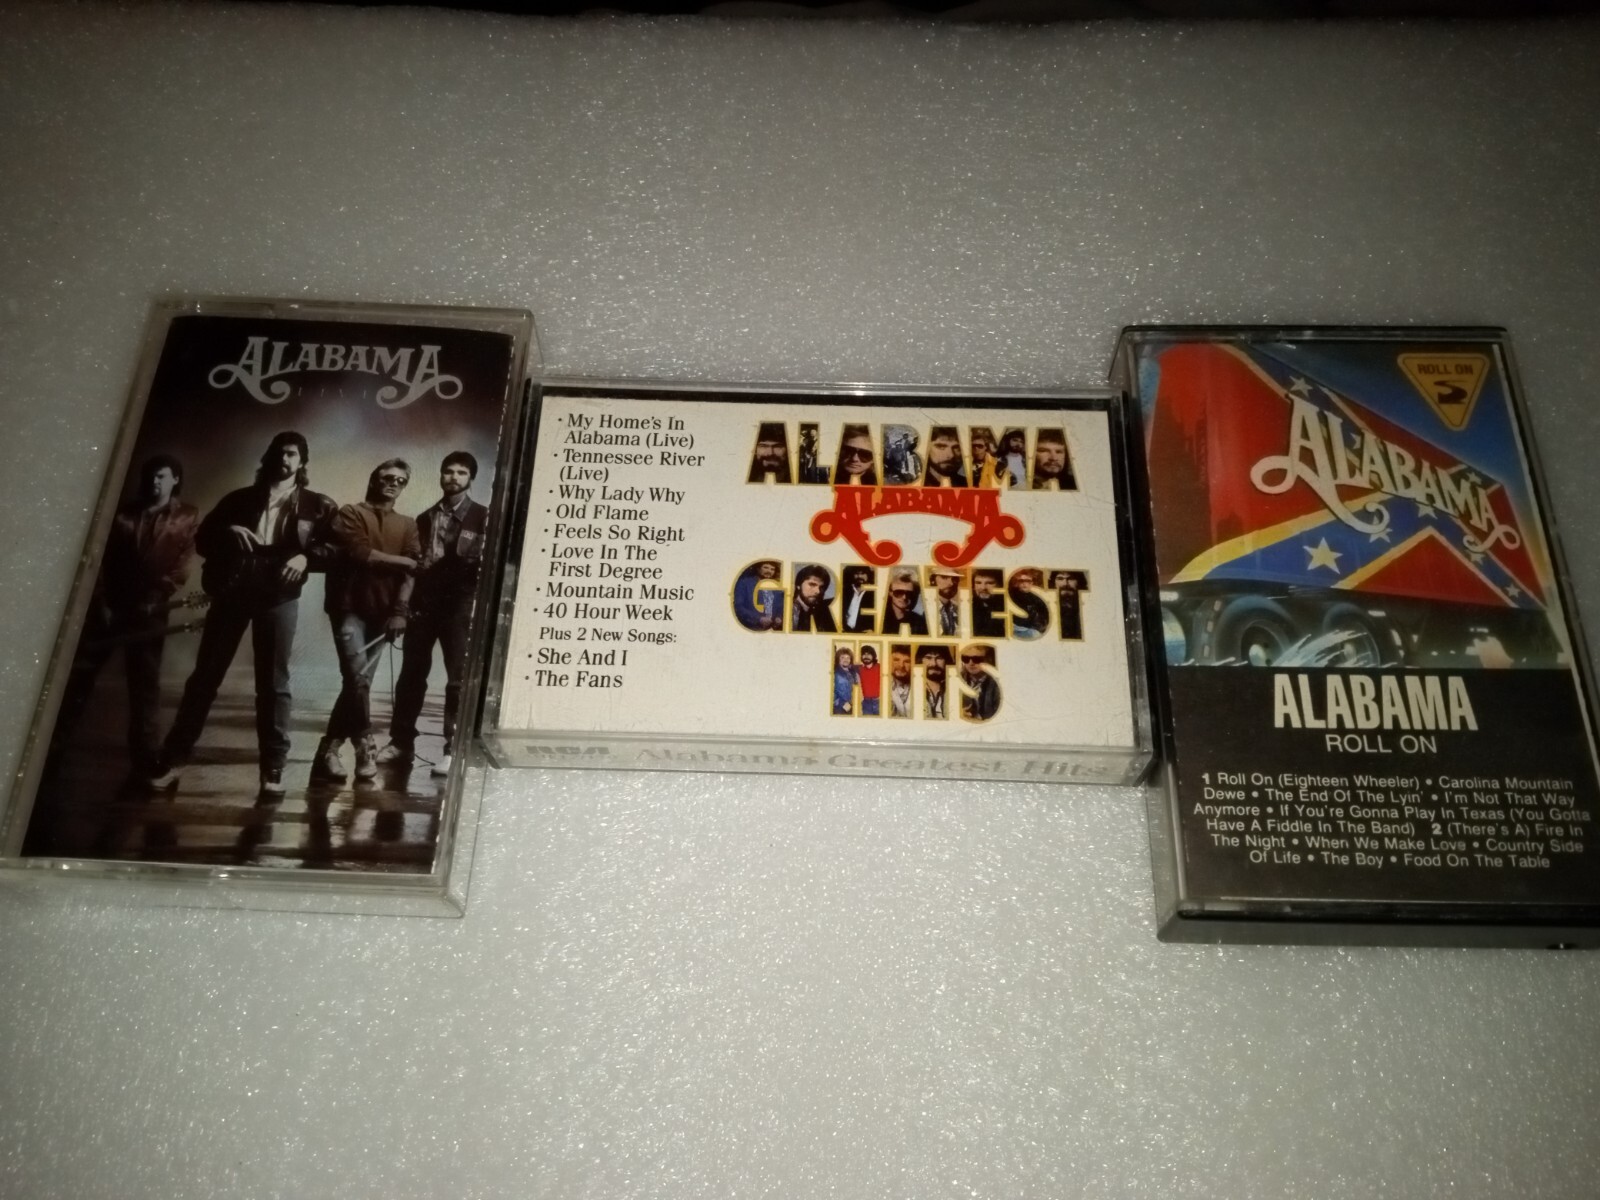 ALABAMA
LIVE
· My Home's In
Alabama (Live)
· Tennessee River
(Live)
· Why Lady Why
· Old Flame
· Feels So Right
· Love In The
First Degree
· Mountain Music
· 40 Hour Week
Plus 2 New Songs:
· She And I
· The Fans
ALABAMA
ALABAMA
GREATEST
HITS
RCA Alabama Greatest Hits
ROLL ON
ALABAMA
ALABAMA
ROLL ON
1 Roll On (Eighteen Wheeler) • Carolina Mountain
Dewe • The End Of The Lyin' • I'm Not That Way
Anymore • If You're Gonna Play In Texas (You Gotta
Have A Fiddle In The Band) 2 (There's A) Fire In
The Night • When We Make Love • Country Side
Of Life • The Boy • Food On The Table